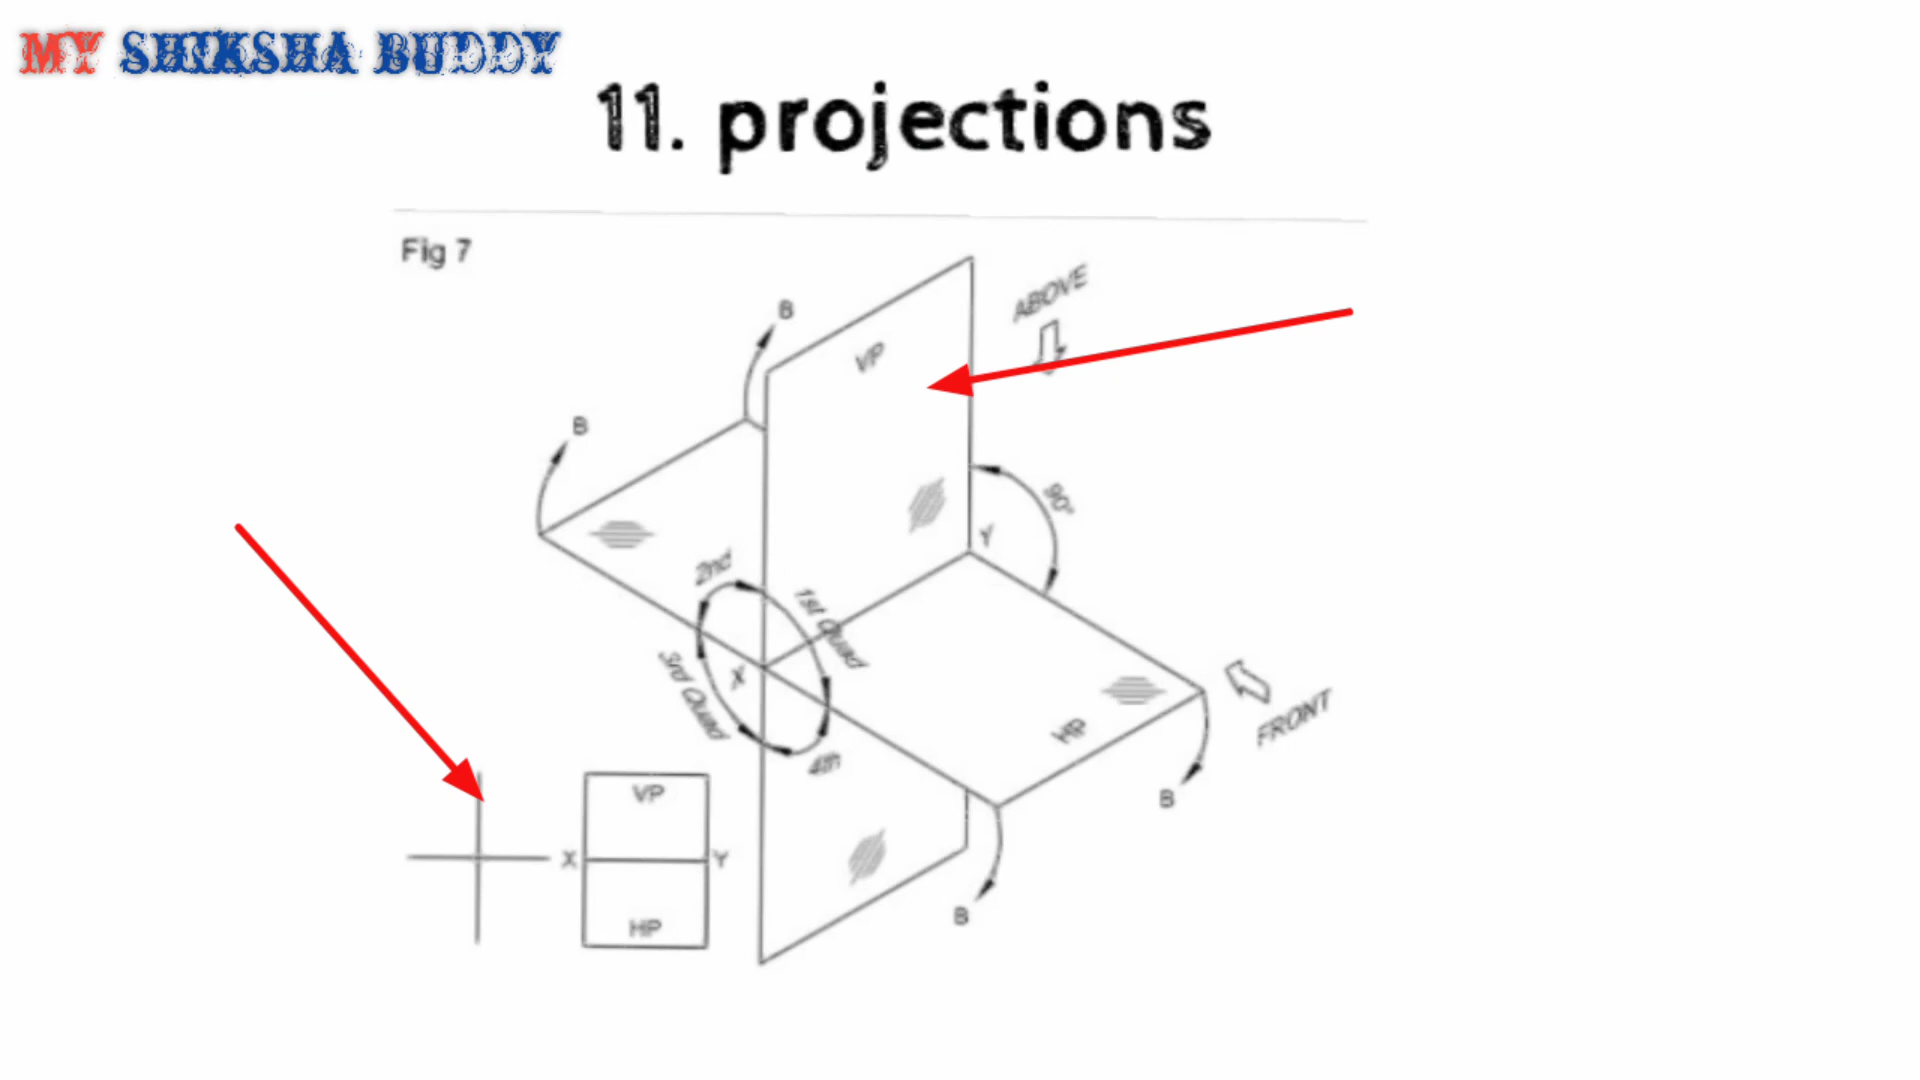 MY SHIKSHA BUDDY
11. projections
Fig 7
B
ABOVE
VP
B
90°
Y
2nd
1st Quad
3rd Quad
X
4th
HP
FRONT
B
B
VP
X
Y
HP